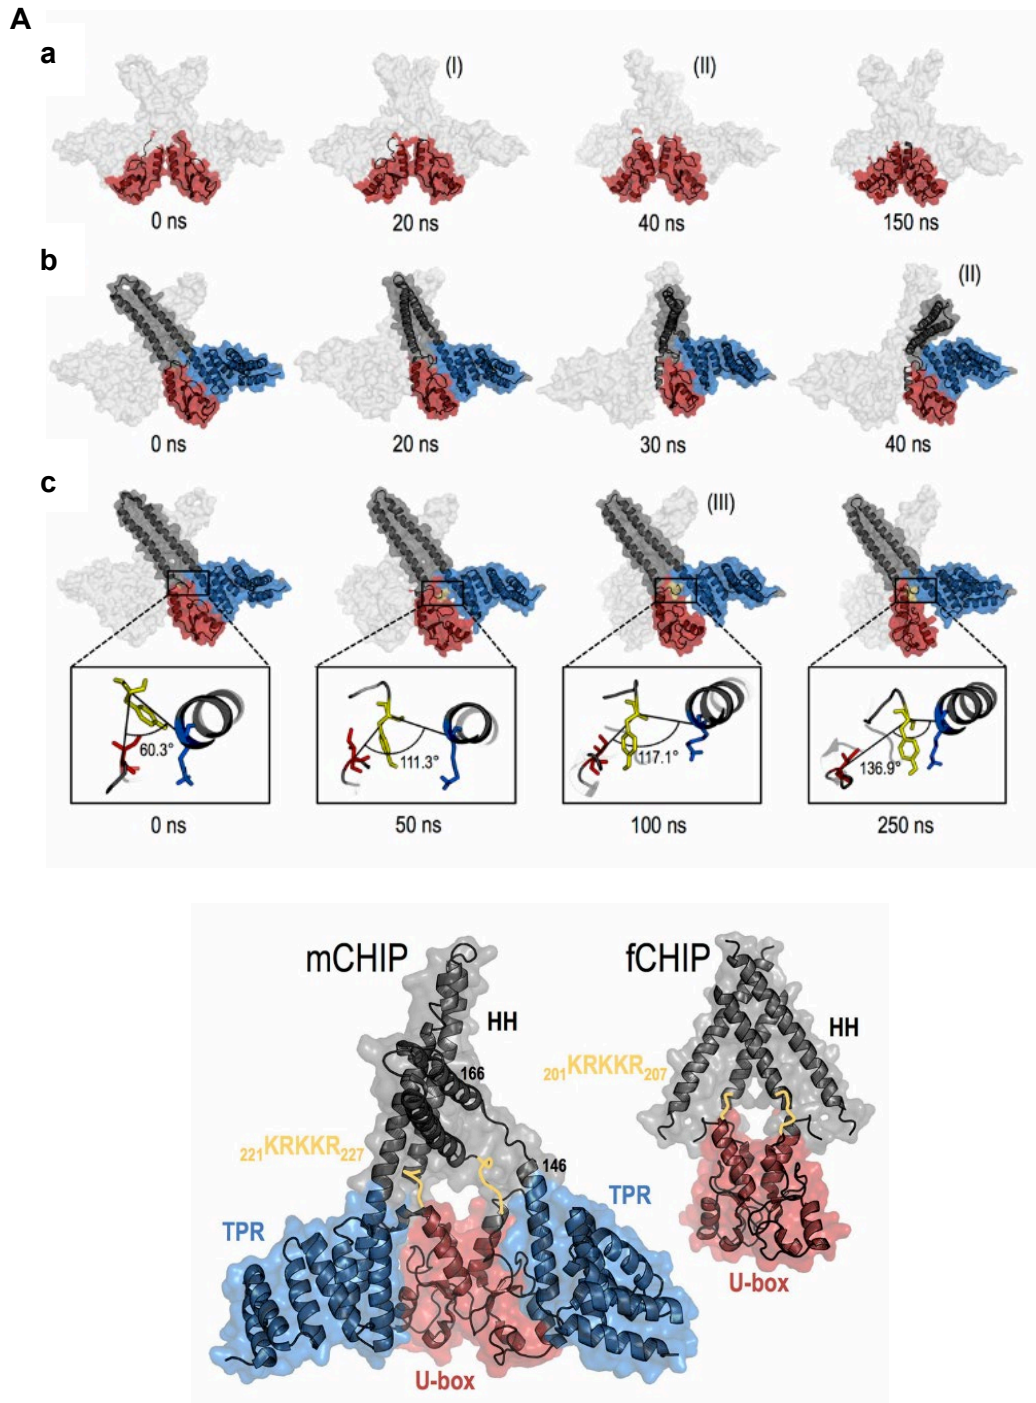 A
a
(I)
(II)
0 ns
20 ns
40 ns
150 ns
b
(II)
0 ns
20 ns
30 ns
40 ns
c
(III)
60.3°
111.3°
117.1°
136.9°
0 ns
50 ns
100 ns
250 ns
mCHIP
fCHIP
HH
HH
166
201KRKKR207
221KRKKR227
146
TPR
TPR
U-box
U-box